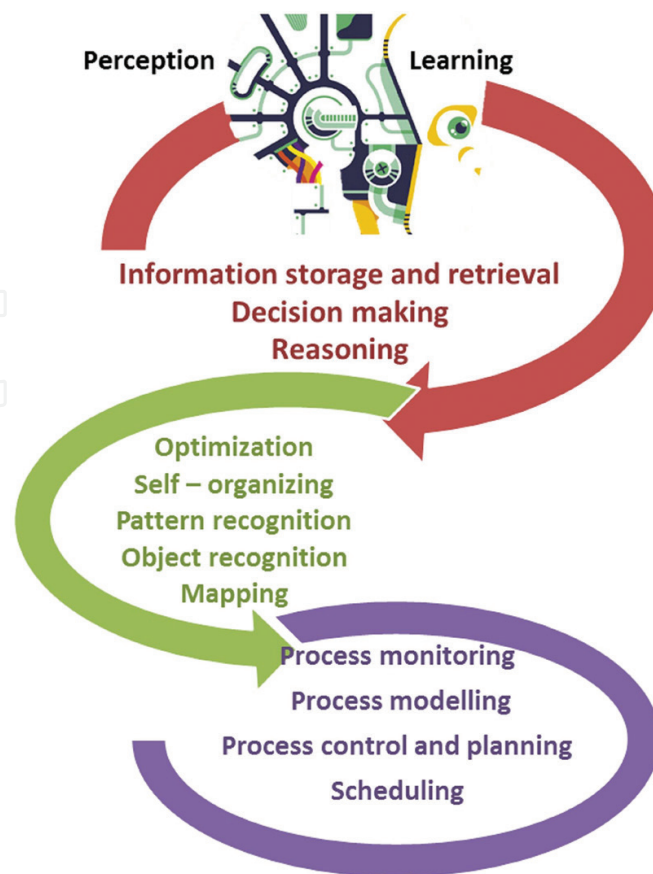 Perception
Learning
Information storage and retrieval
Decision making
Reasoning
Optimization
Self – organizing
Pattern recognition
Object recognition
Mapping
Process monitoring
Process modelling
Process control and planning
Scheduling